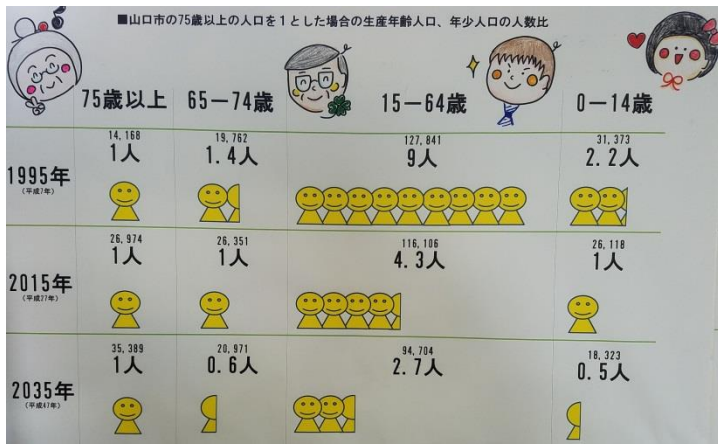 ■山口市の75歳以上の人口を１とした場合の生産年齢人口、年少人口の人数比
75歳以上
65－74歳
15－64歳
0－14歳
1995年
(平成7年)
14,168
1人
19,762
1.4人
127,841
9人
31,373
2.2人
2015年
(平成27年)
26,974
1人
26,351
1人
116,106
4.3人
26,118
1人
2035年
(平成47年)
35,389
1人
20,971
0.6人
94,704
2.7人
18,323
0.5人